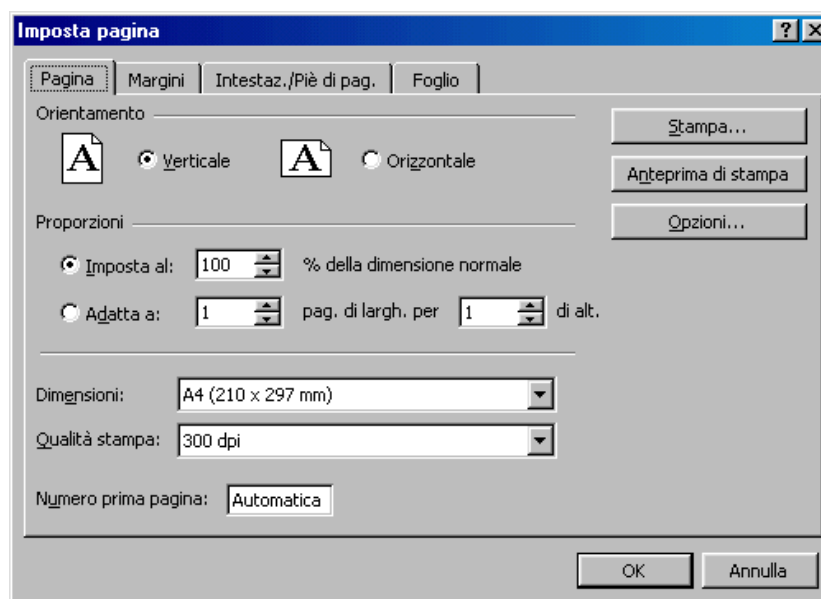 Imposta pagina
Pagina Margini Intestaz./Piè di pag. Foglio
Orientamento
A Verticale A Orizzontale
Stampa...
Anteprima di stampa
Opzioni...
Proporzioni
Imposta al: 100 % della dimensione normale
Adatta a: 1 pag. di largh. per 1 di alt.
Dimensioni: A4 (210 x 297 mm)
Qualità stampa: 300 dpi
Numero prima pagina: Automatica
OK Annulla